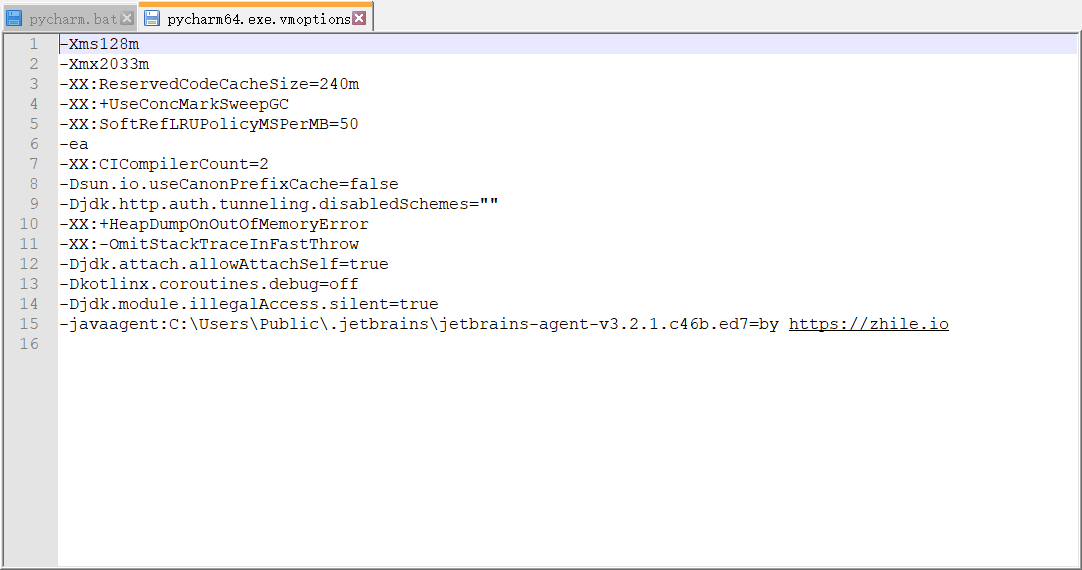 pycharm.bat pycharm64.exe.vmoptions
1 -Xms128m
2 -Xmx2033m
3 -XX:ReservedCodeCacheSize=240m
4 -XX:+UseConcMarkSweepGC
5 -XX:SoftRefLRUPolicyMSPerMB=50
6 -ea
7 -XX:CICompilerCount=2
8 -Dsun.io.useCanonPrefixCache=false
9 -Djdk.http.auth.tunneling.disabledSchemes=""
10 -XX:+HeapDumpOnOutOfMemoryError
11 -XX:-OmitStackTraceInFastThrow
12 -Djdk.attach.allowAttachSelf=true
13 -Dkotlinx.coroutines.debug=off
14 -Djdk.module.illegalAccess.silent=true
15 -javaagent:C:\Users\Public\.jetbrains\jetbrains-agent-v3.2.1.c46b.ed7=by https://zhile.io
16